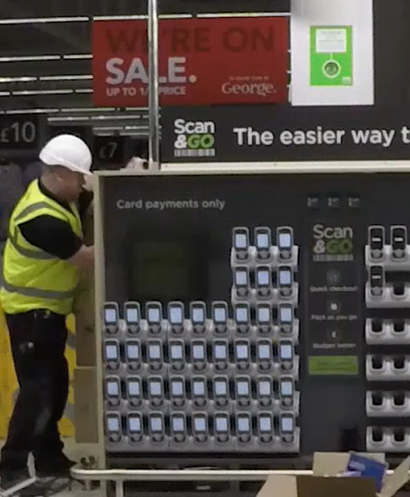 WE'RE ON
SALE.
UP TO 1/2 PRICE
George.
£10
£7
Scan
&GO
The easier way t
Card payments only
Scan
&GO
Quick checkout
Pack as you go
Budget better